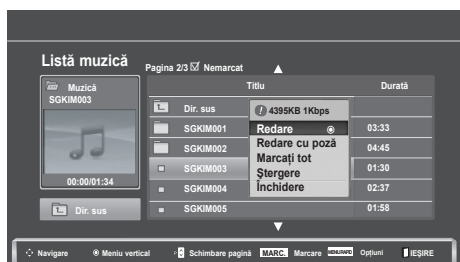 Listă muzică
Pagina 2/3 Nemarcat
Muzică
SGKIM003
00:00/01:34
Dir. sus
Titlu Durată
Dir. sus
SGKIM001 03:33
SGKIM002 04:45
SGKIM003 01:30
SGKIM004 02:37
SGKIM005 01:58
4395KB 1Kbps
Redare
Redare cu poză
Marcați tot
Ștergere
Închidere
Navigare Meniu vertical P Schimbare pagină MARC. Marcare MENIU RAPID Opțiuni IEȘIRE